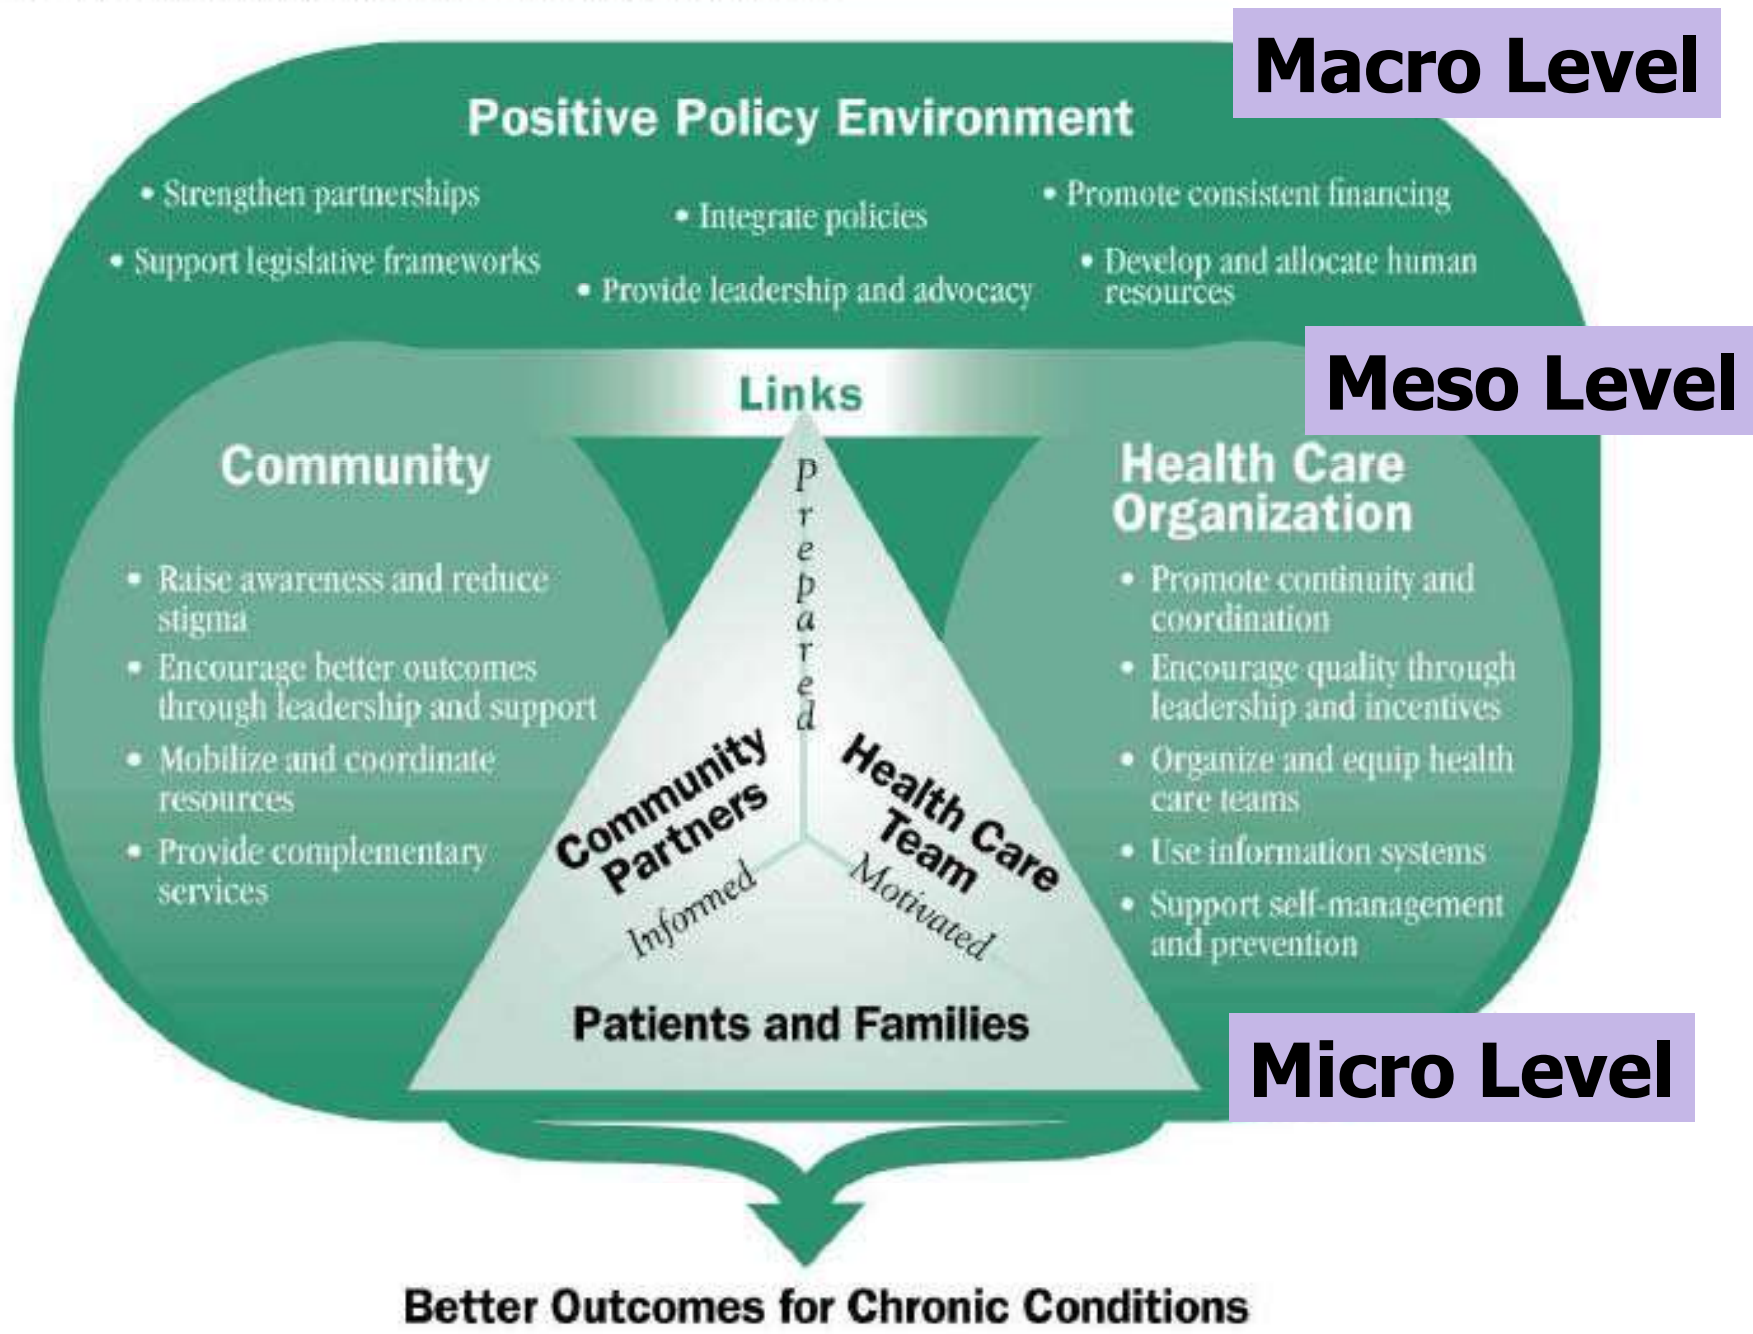 Macro Level
Positive Policy Environment
• Strengthen partnerships
• Support legislative frameworks
• Integrate policies
• Provide leadership and advocacy
• Promote consistent financing
• Develop and allocate human
resources
Meso Level
Links
Community
• Raise awareness and reduce
stigma
• Encourage better outcomes
through leadership and support
• Mobilize and coordinate
resources
• Provide complementary
services
Prepared
Community
Partners
Informed
Health Care
Team
Motivated
Patients and Families
Health Care
Organization
• Promote continuity and
coordination
• Encourage quality through
leadership and incentives
• Organize and equip health
care teams
• Use information systems
• Support self-management
and prevention
Micro Level
Better Outcomes for Chronic Conditions